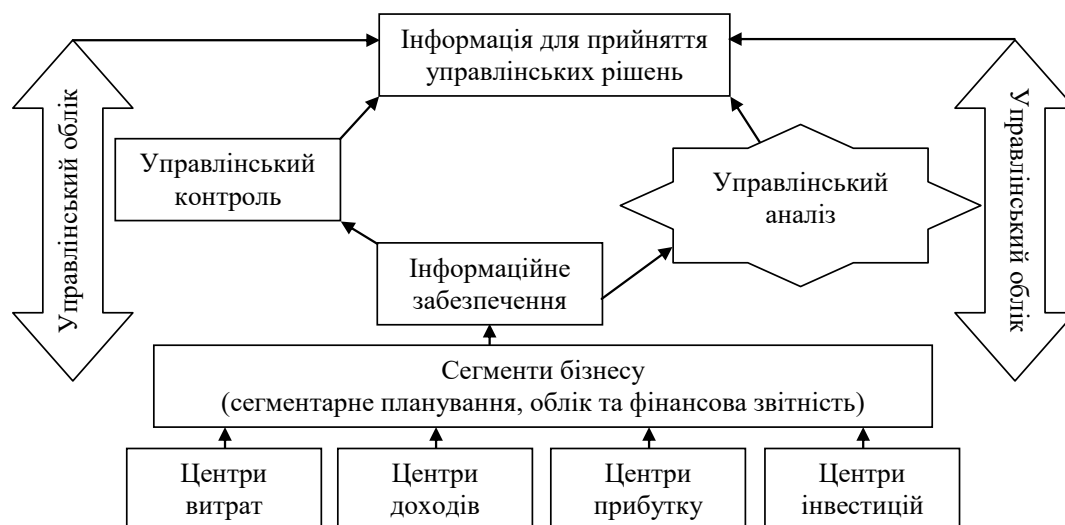 Інформація для прийняття
управлінських рішень
Управлінський облік
Управлінський
контроль
Управлінський
аналіз
Управлінський облік
Інформаційне
забезпечення
Сегменти бізнесу
(сегментарне планування, облік та фінансова звітність)
Центри
витрат
Центри
доходів
Центри
прибутку
Центри
інвестицій